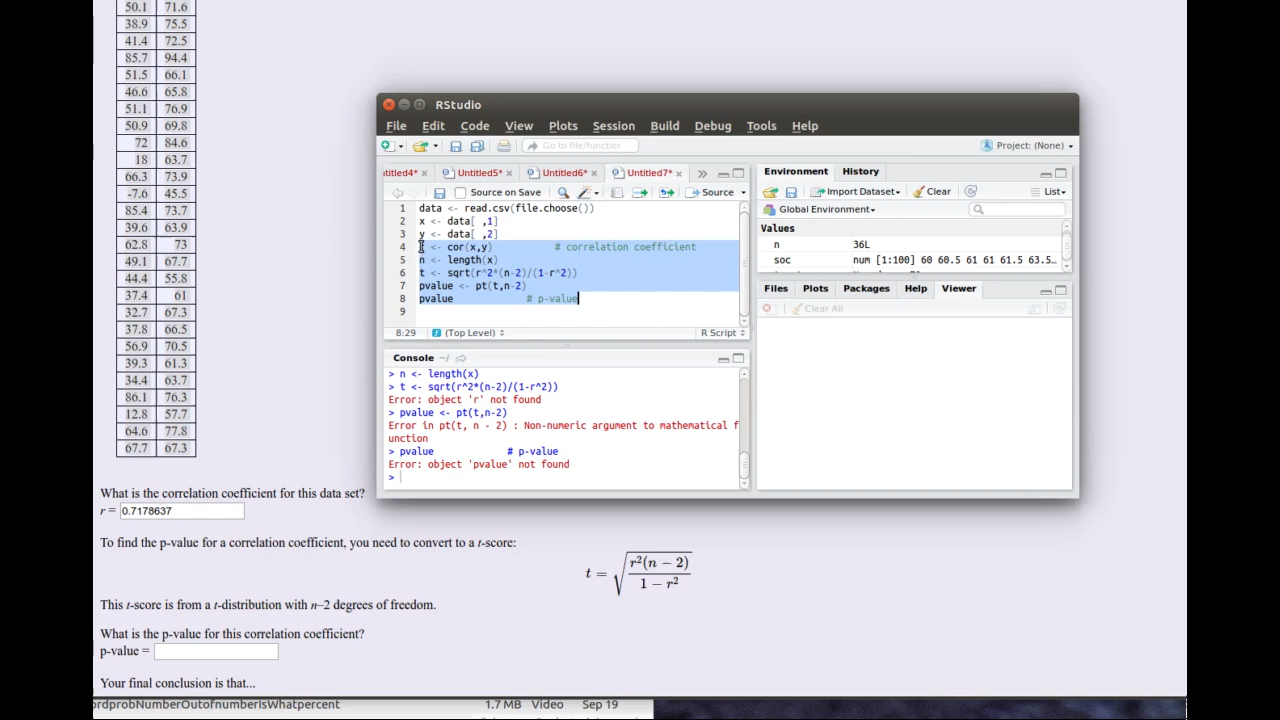 50.1 71.6
38.9 75.5
41.4 72.5
85.7 94.4
51.5 66.1
46.6 65.8
51.1 76.9
50.9 69.8
72 84.6
18 63.7
66.3 73.9
-7.6 45.5
85.4 73.7
39.6 63.9
62.8 73
49.1 67.7
44.4 55.8
37.4 61
32.7 67.3
37.8 66.5
56.9 70.5
39.3 61.3
34.4 63.7
86.1 76.3
12.8 57.7
64.6 77.8
67.7 67.3
What is the correlation coefficient for this data set?
r = 0.7178637
To find the p-value for a correlation coefficient, you need to convert to a t-score:
t = √(r²(n − 2) / (1 − r²))
This t-score is from a t-distribution with n–2 degrees of freedom.
What is the p-value for this correlation coefficient?
p-value =
Your final conclusion is that...
RStudio
File Edit Code View Plots Session Build Debug Tools Help
Go to file/function
Project: (None)
ntitled4* Untitled5* Untitled6* Untitled7*
Source on Save Source
1 data <- read.csv(file.choose())
2 x <- data[ ,1]
3 y <- data[ ,2]
4 <- cor(x,y) # correlation coefficient
5 n <- length(x)
6 t <- sqrt(r^2*(n-2)/(1-r^2))
7 pvalue <- pt(t,n-2)
8 pvalue # p-value
9
8:29 (Top Level) R Script
Console ~/
> n <- length(x)
> t <- sqrt(r^2*(n-2)/(1-r^2))
Error: object 'r' not found
> pvalue <- pt(t,n-2)
Error in pt(t, n - 2) : Non-numeric argument to mathematical f
unction
> pvalue # p-value
Error: object 'pvalue' not found
>
Environment History
Import Dataset Clear List
Global Environment
Values
n 36L
soc num [1:100] 60 60.5 61 61 61.5 63.5…
Files Plots Packages Help Viewer
Clear All
ordprobNumberOutofnumberIsWhatpercent 1.7 MB Video Sep 19